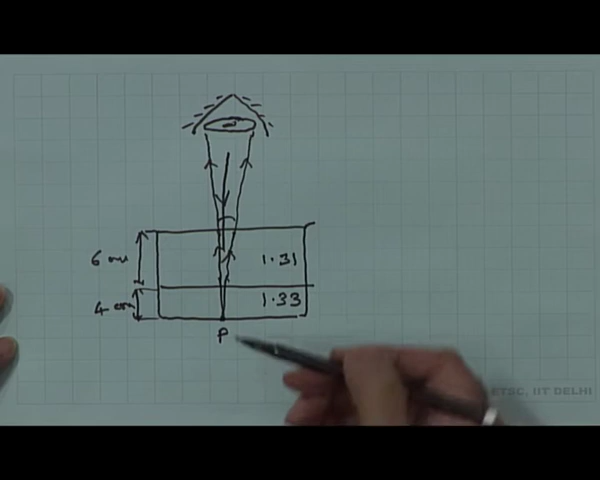 6 cm
1.31
4 cm
1.33
P
ETSC, IIT DELHI